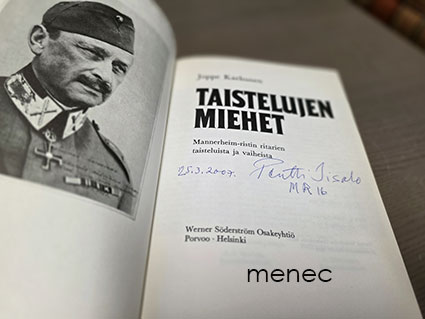 Joppe Karhunen
TAISTELUJEN
MIEHET
Mannerheim-ristin ritarien
taisteluista ja vaiheista
25.3.2007. Pentti Iisalo
MR 16
Werner Söderström Osakeyhtiö
Porvoo · Helsinki
menec